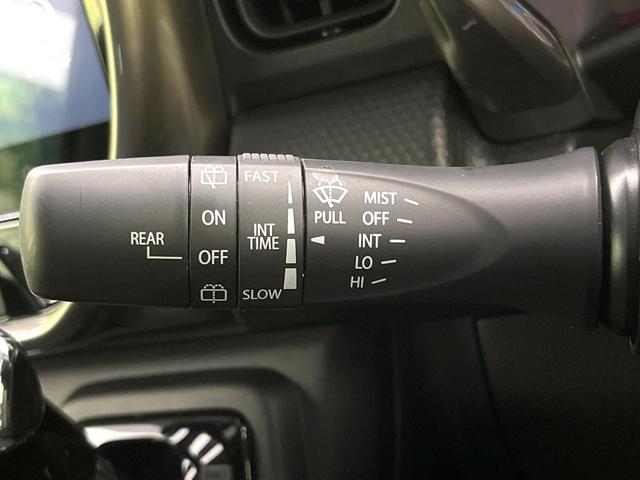 REAR
ON
OFF
FAST
INT
TIME
SLOW
PULL
MIST
OFF
INT
LO
HI